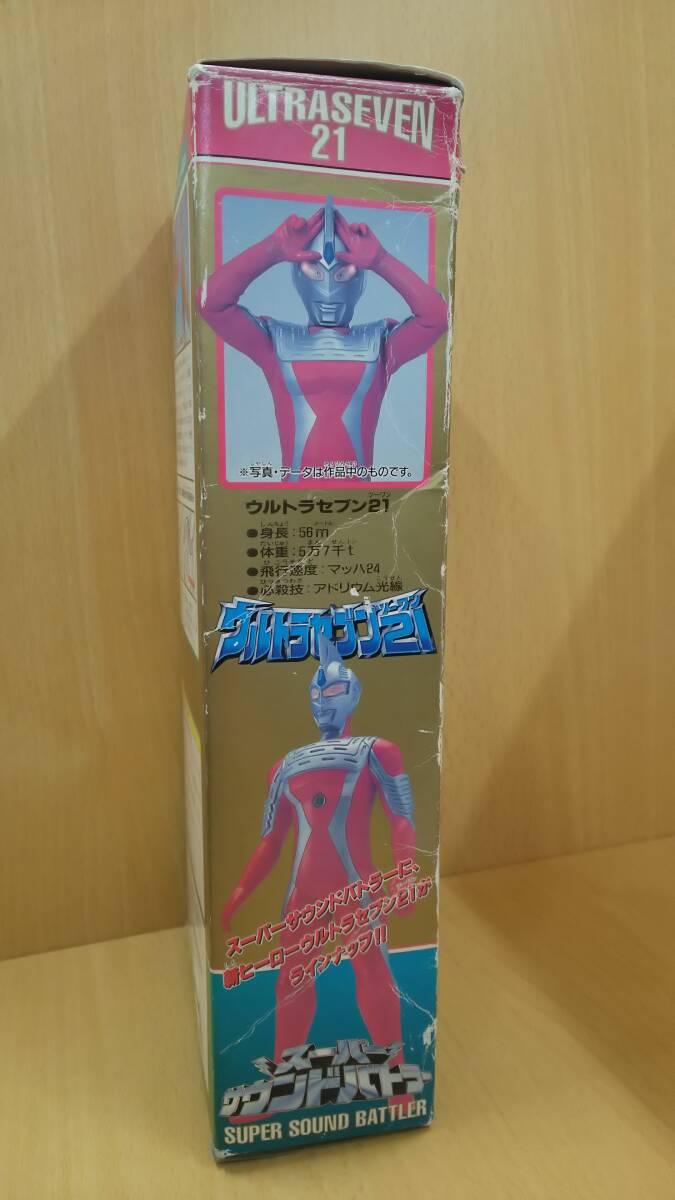 ULTRASEVEN
21
※写真・データは作品中のものです。
ウルトラセブン21
●身長：56m
●体重：5万7千t
●飛行速度：マッハ24
●必殺技：アドリウム光線
ウルトラセブン21
スーパーサウンドバトラーに、
新ヒーローウルトラセブン21が
ラインナップ!!
スーパー
サウンドバトラー
SUPER SOUND BATTLER